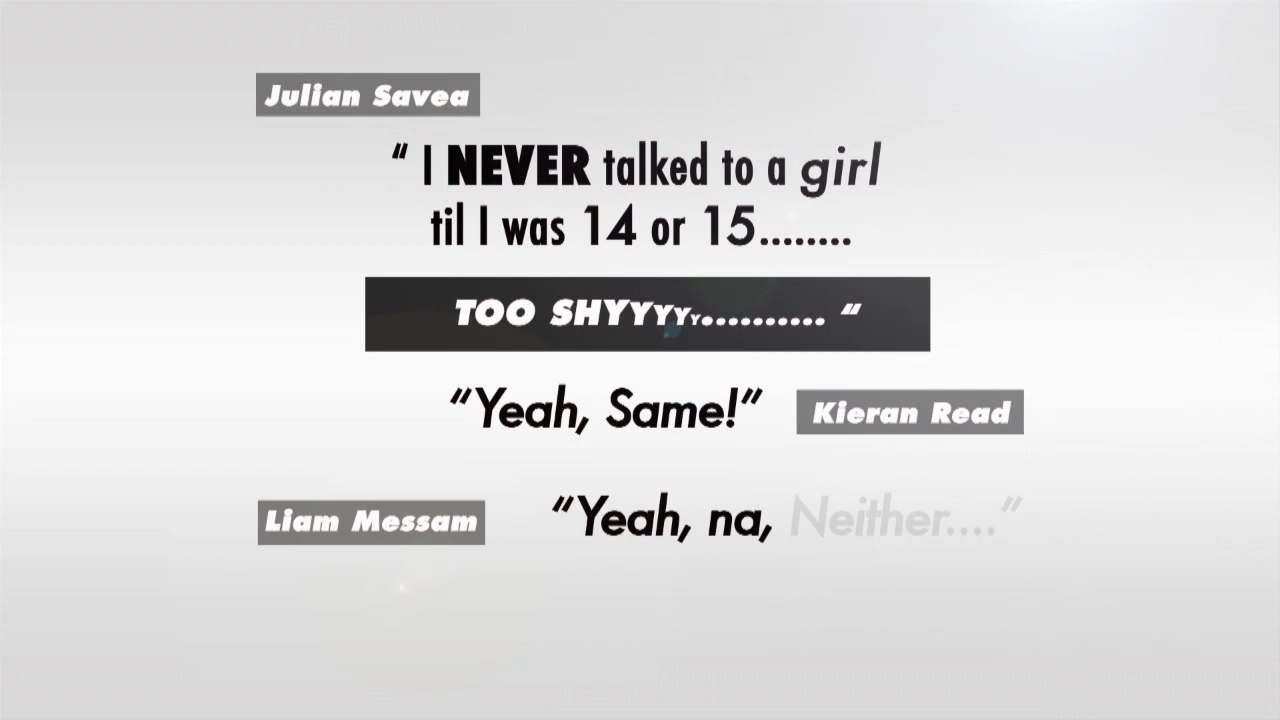 Julian Savea
“ I NEVER talked to a girl
til I was 14 or 15........
TOO SHYYYYY.......... “
“Yeah, Same!” Kieran Read
Liam Messam “Yeah, na, Neither....”